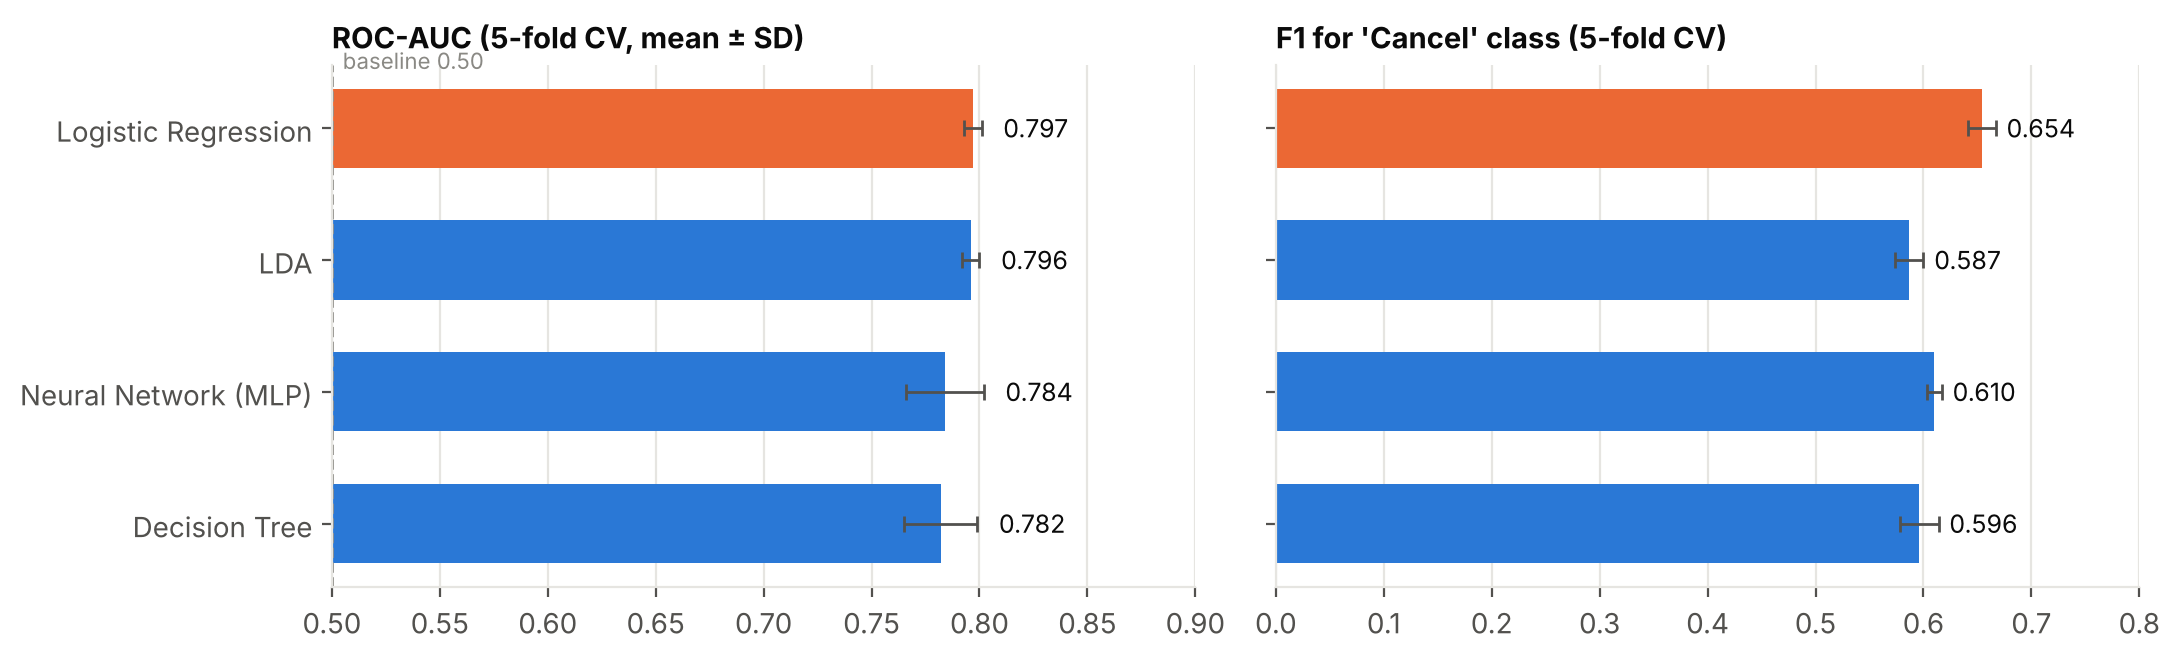 ROC-AUC (5-fold CV, mean ± SD)
baseline 0.50
Logistic Regression
0.797
LDA
0.796
Neural Network (MLP)
0.784
Decision Tree
0.782
0.50 0.55 0.60 0.65 0.70 0.75 0.80 0.85 0.90
F1 for 'Cancel' class (5-fold CV)
0.654
0.587
0.610
0.596
0.0 0.1 0.2 0.3 0.4 0.5 0.6 0.7 0.8